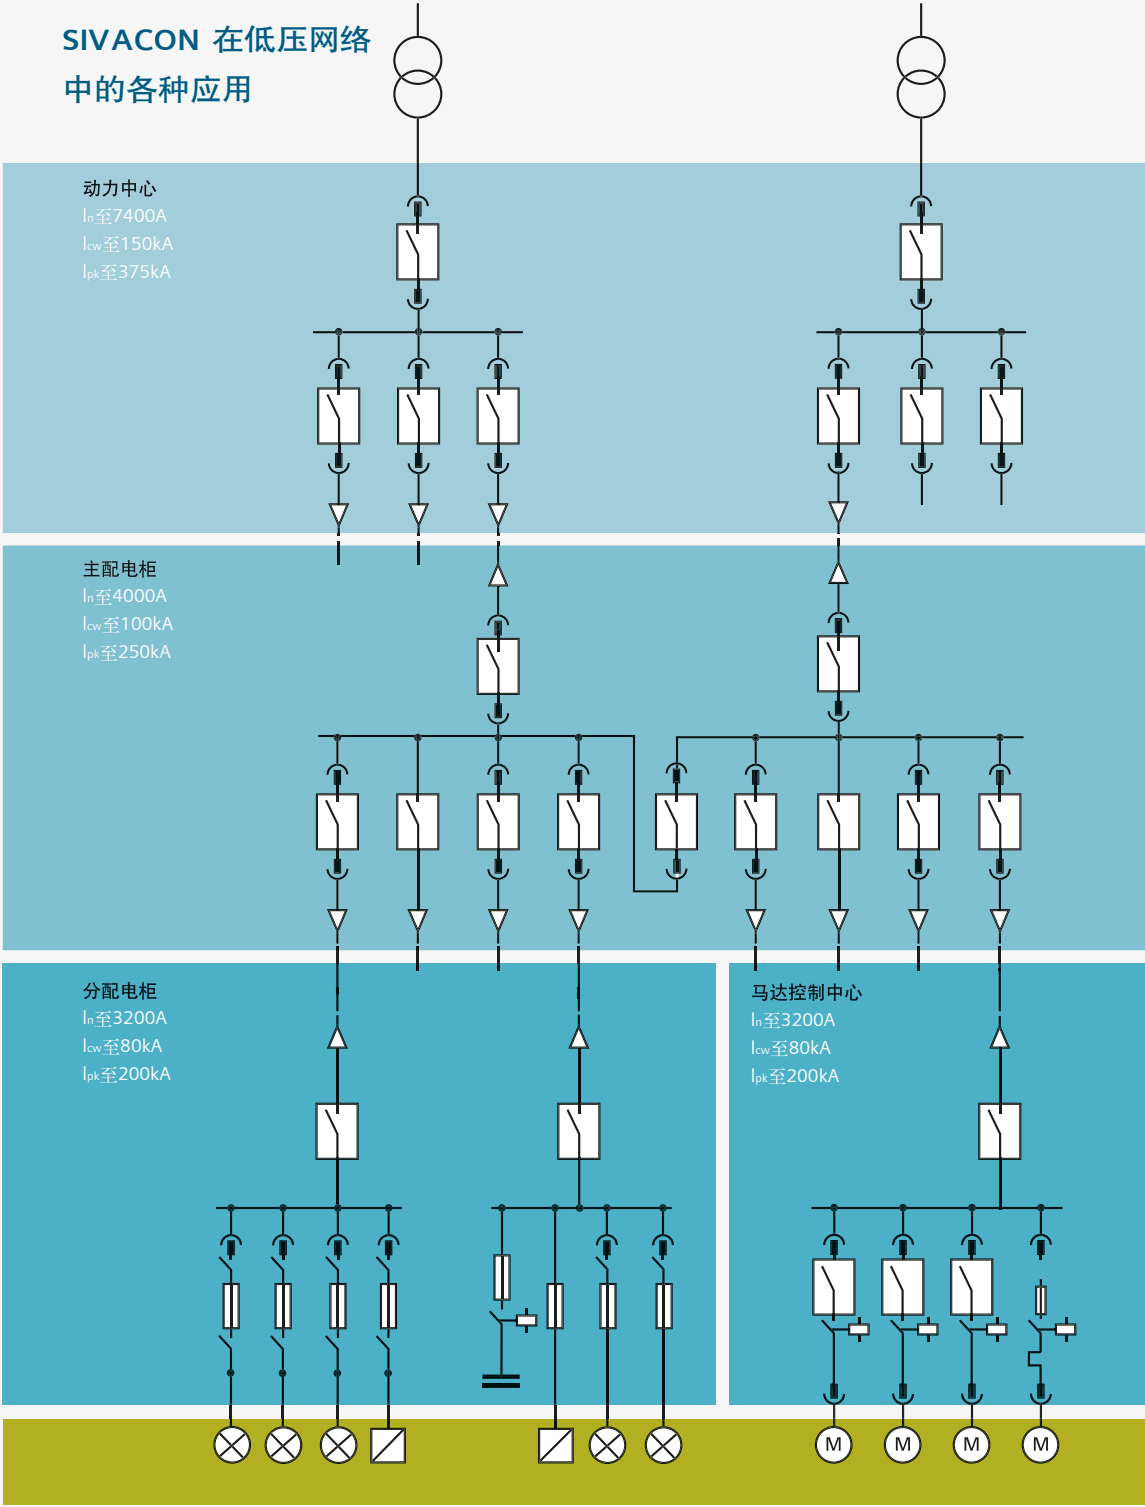 SIVACON 在低压网络
中的各种应用
动力中心
In至7400A
Icw至150kA
Ipk至375kA
主配电柜
In至4000A
Icw至100kA
Ipk至250kA
分配电柜
In至3200A
Icw至80kA
Ipk至200kA
马达控制中心
In至3200A
Icw至80kA
Ipk至200kA
M M M M